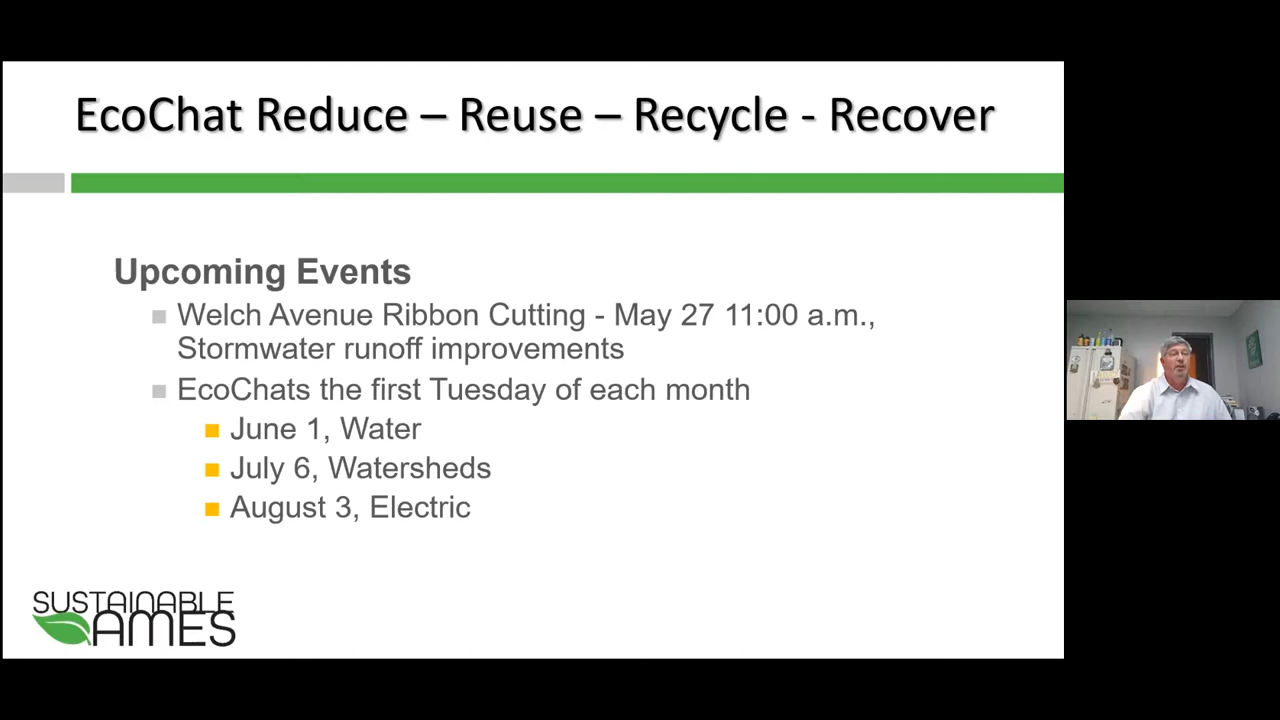 EcoChat Reduce – Reuse – Recycle - Recover
Upcoming Events
Welch Avenue Ribbon Cutting - May 27 11:00 a.m.,
Stormwater runoff improvements
EcoChats the first Tuesday of each month
June 1, Water
July 6, Watersheds
August 3, Electric
SUSTAINABLE
AMES